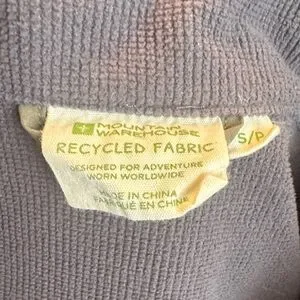 MOUNTAIN
WAREHOUSE
RECYCLED FABRIC
DESIGNED FOR ADVENTURE
WORN WORLDWIDE
MADE IN CHINA
FABRIQUÉ EN CHINE
S/P